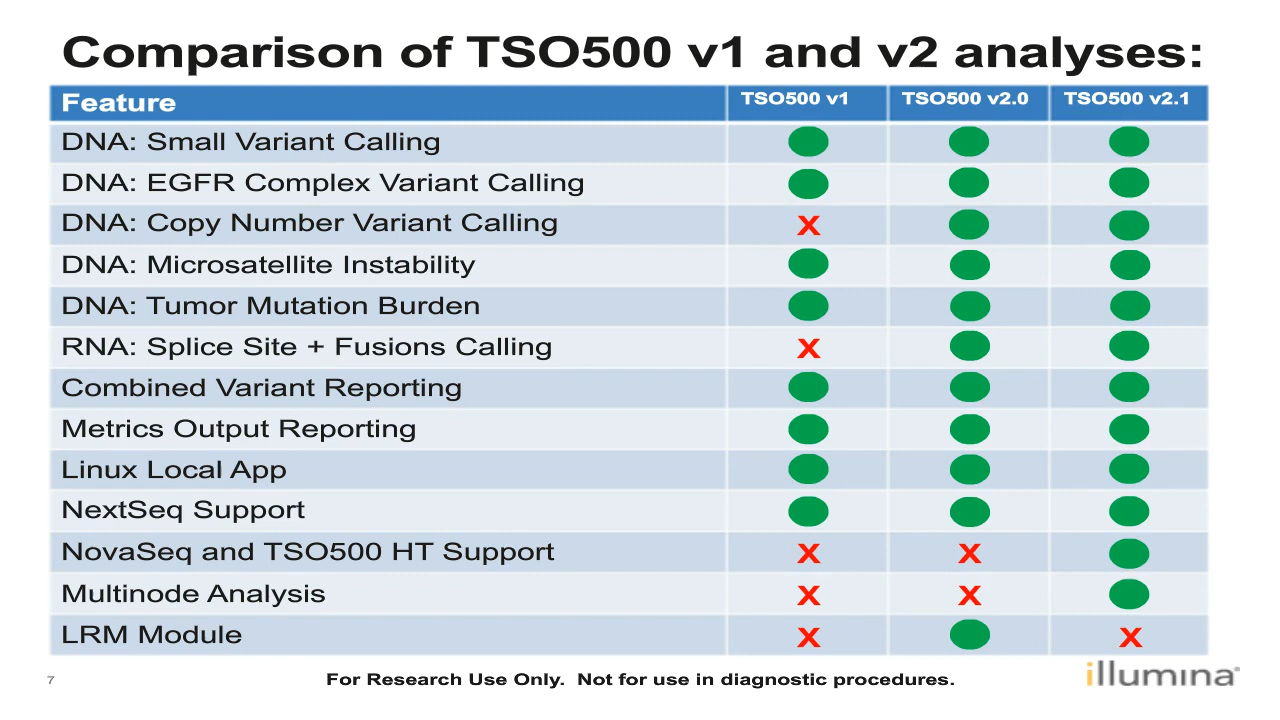 Comparison of TSO500 v1 and v2 analyses:
Feature TSO500 v1 TSO500 v2.0 TSO500 v2.1
DNA: Small Variant Calling
DNA: EGFR Complex Variant Calling
DNA: Copy Number Variant Calling X
DNA: Microsatellite Instability
DNA: Tumor Mutation Burden
RNA: Splice Site + Fusions Calling X
Combined Variant Reporting
Metrics Output Reporting
Linux Local App
NextSeq Support
NovaSeq and TSO500 HT Support X X
Multinode Analysis X X
LRM Module X X
7 For Research Use Only. Not for use in diagnostic procedures. illumina®